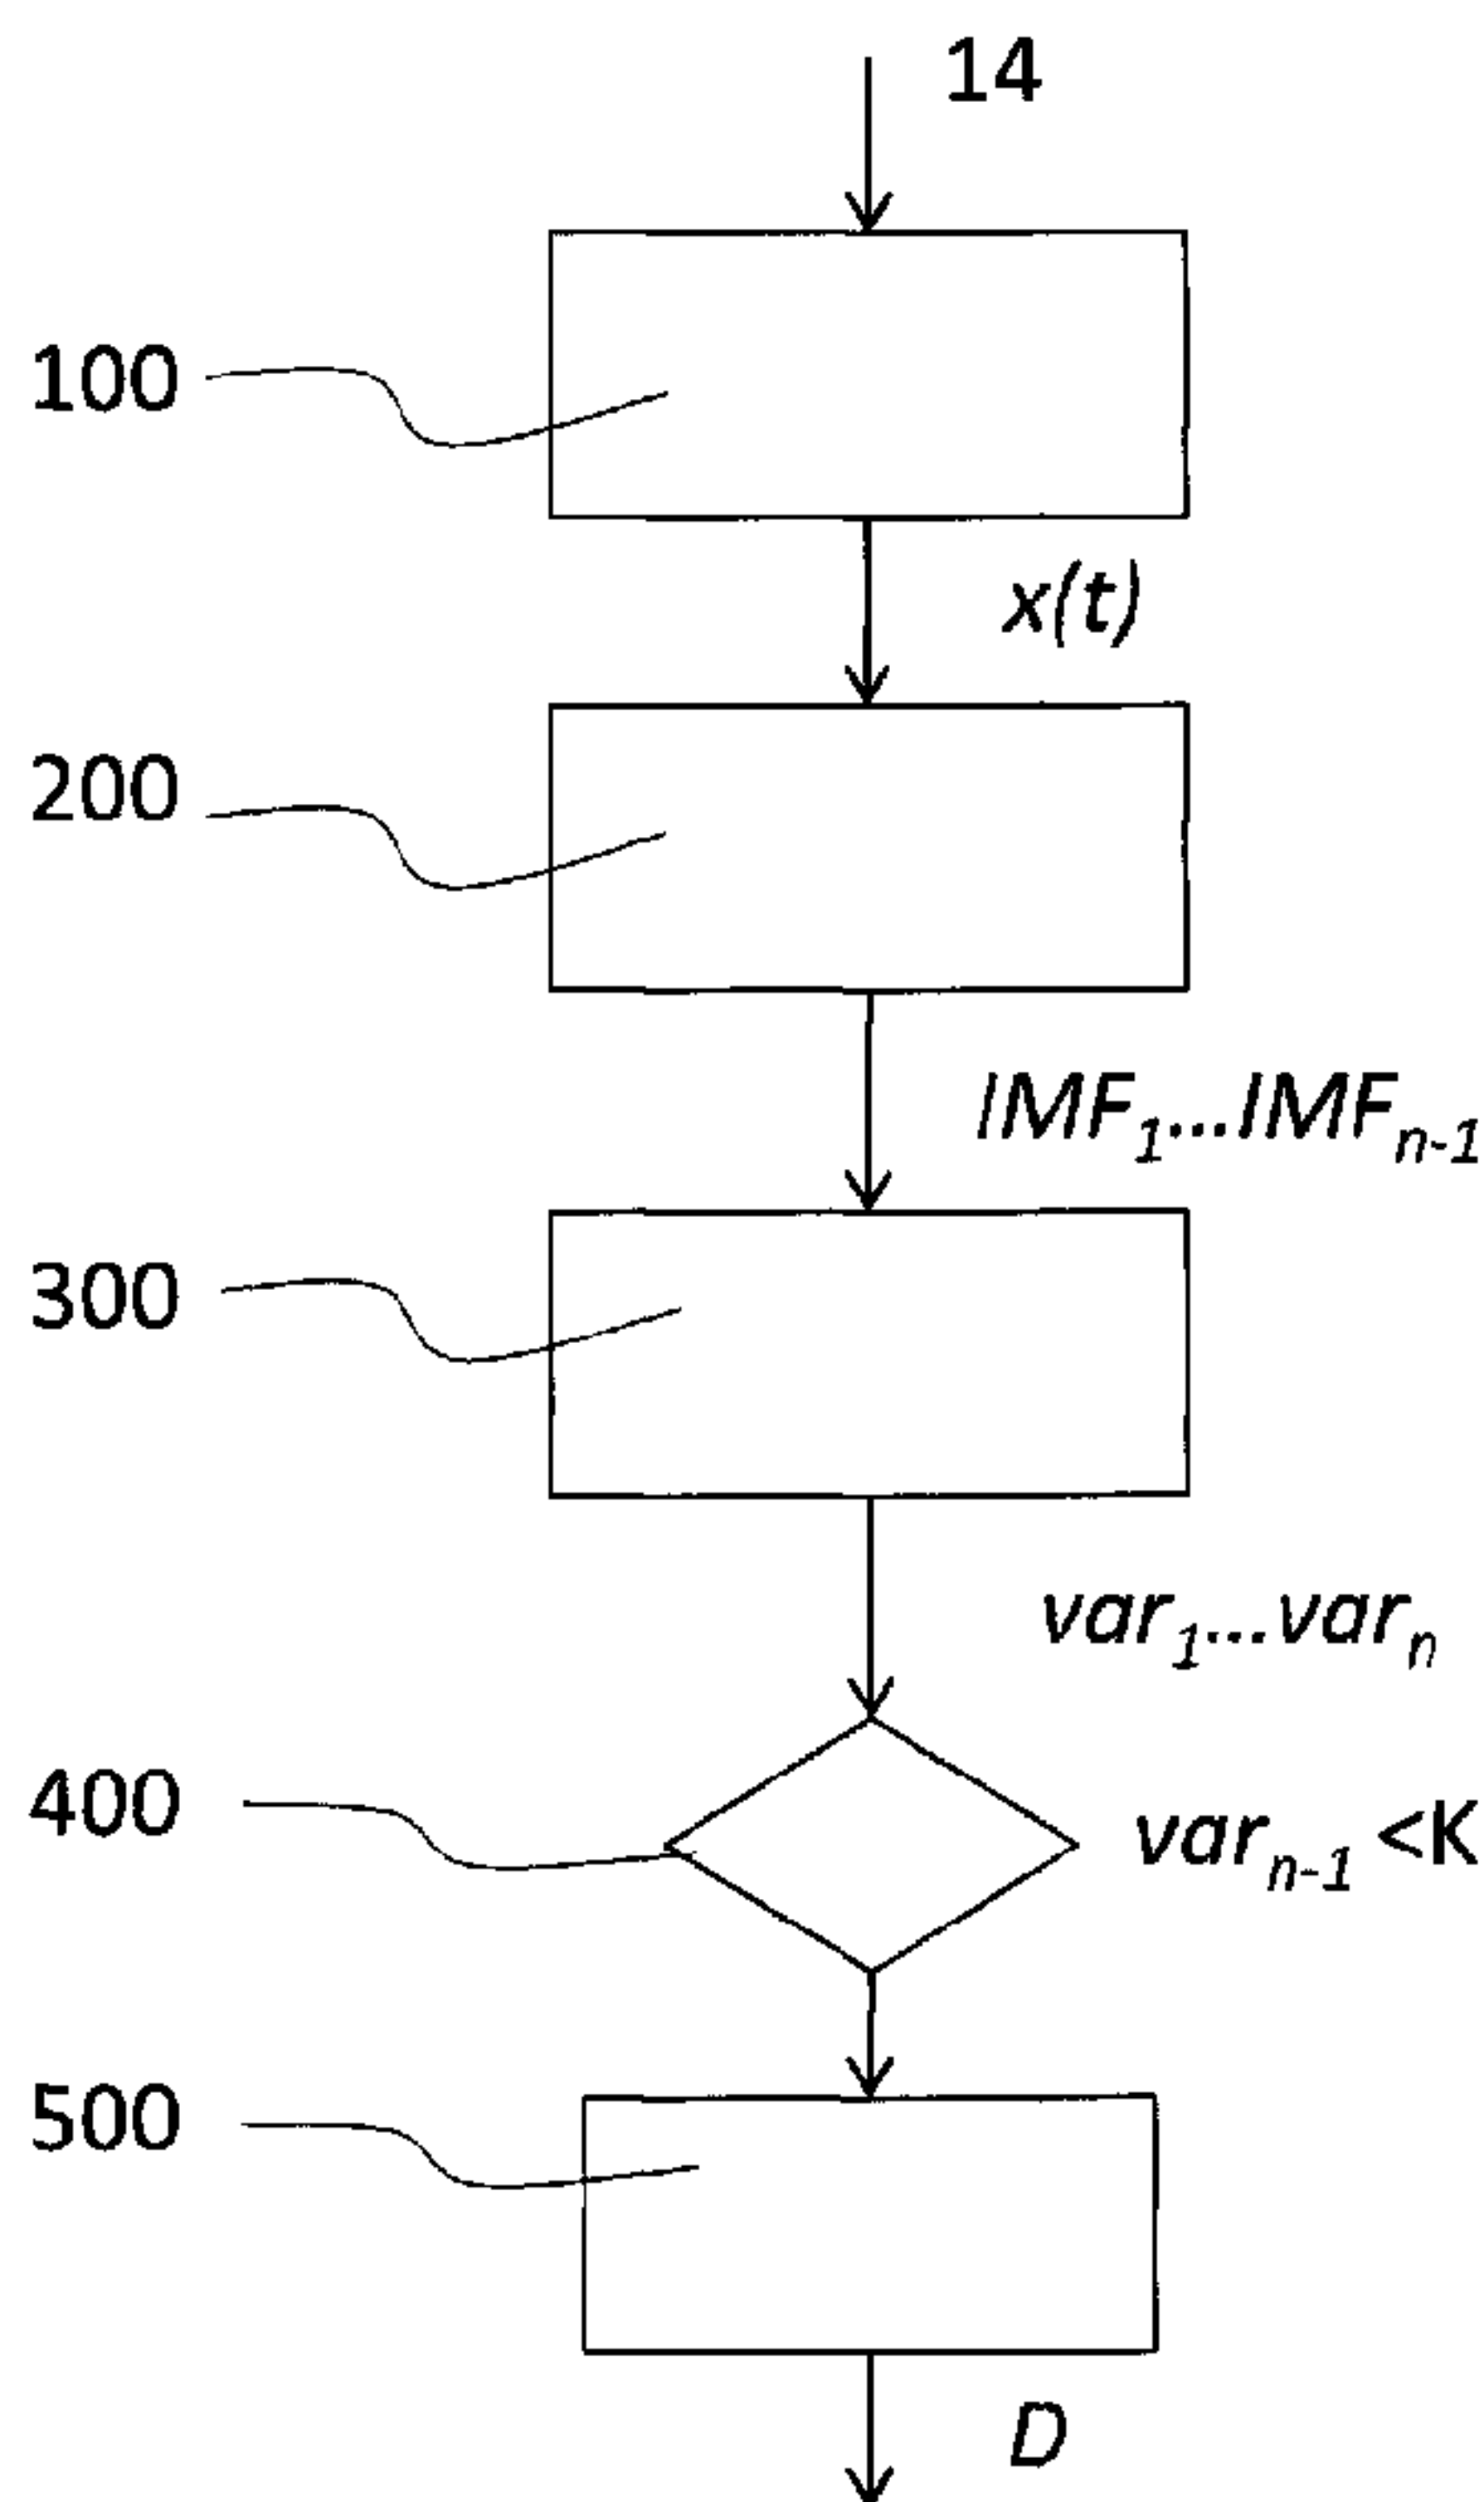 14
100
x(t)
200
IMF₁...IMFₙ₋₁
300
var₁...varₙ
400
varₙ₋₁ <K
500
D